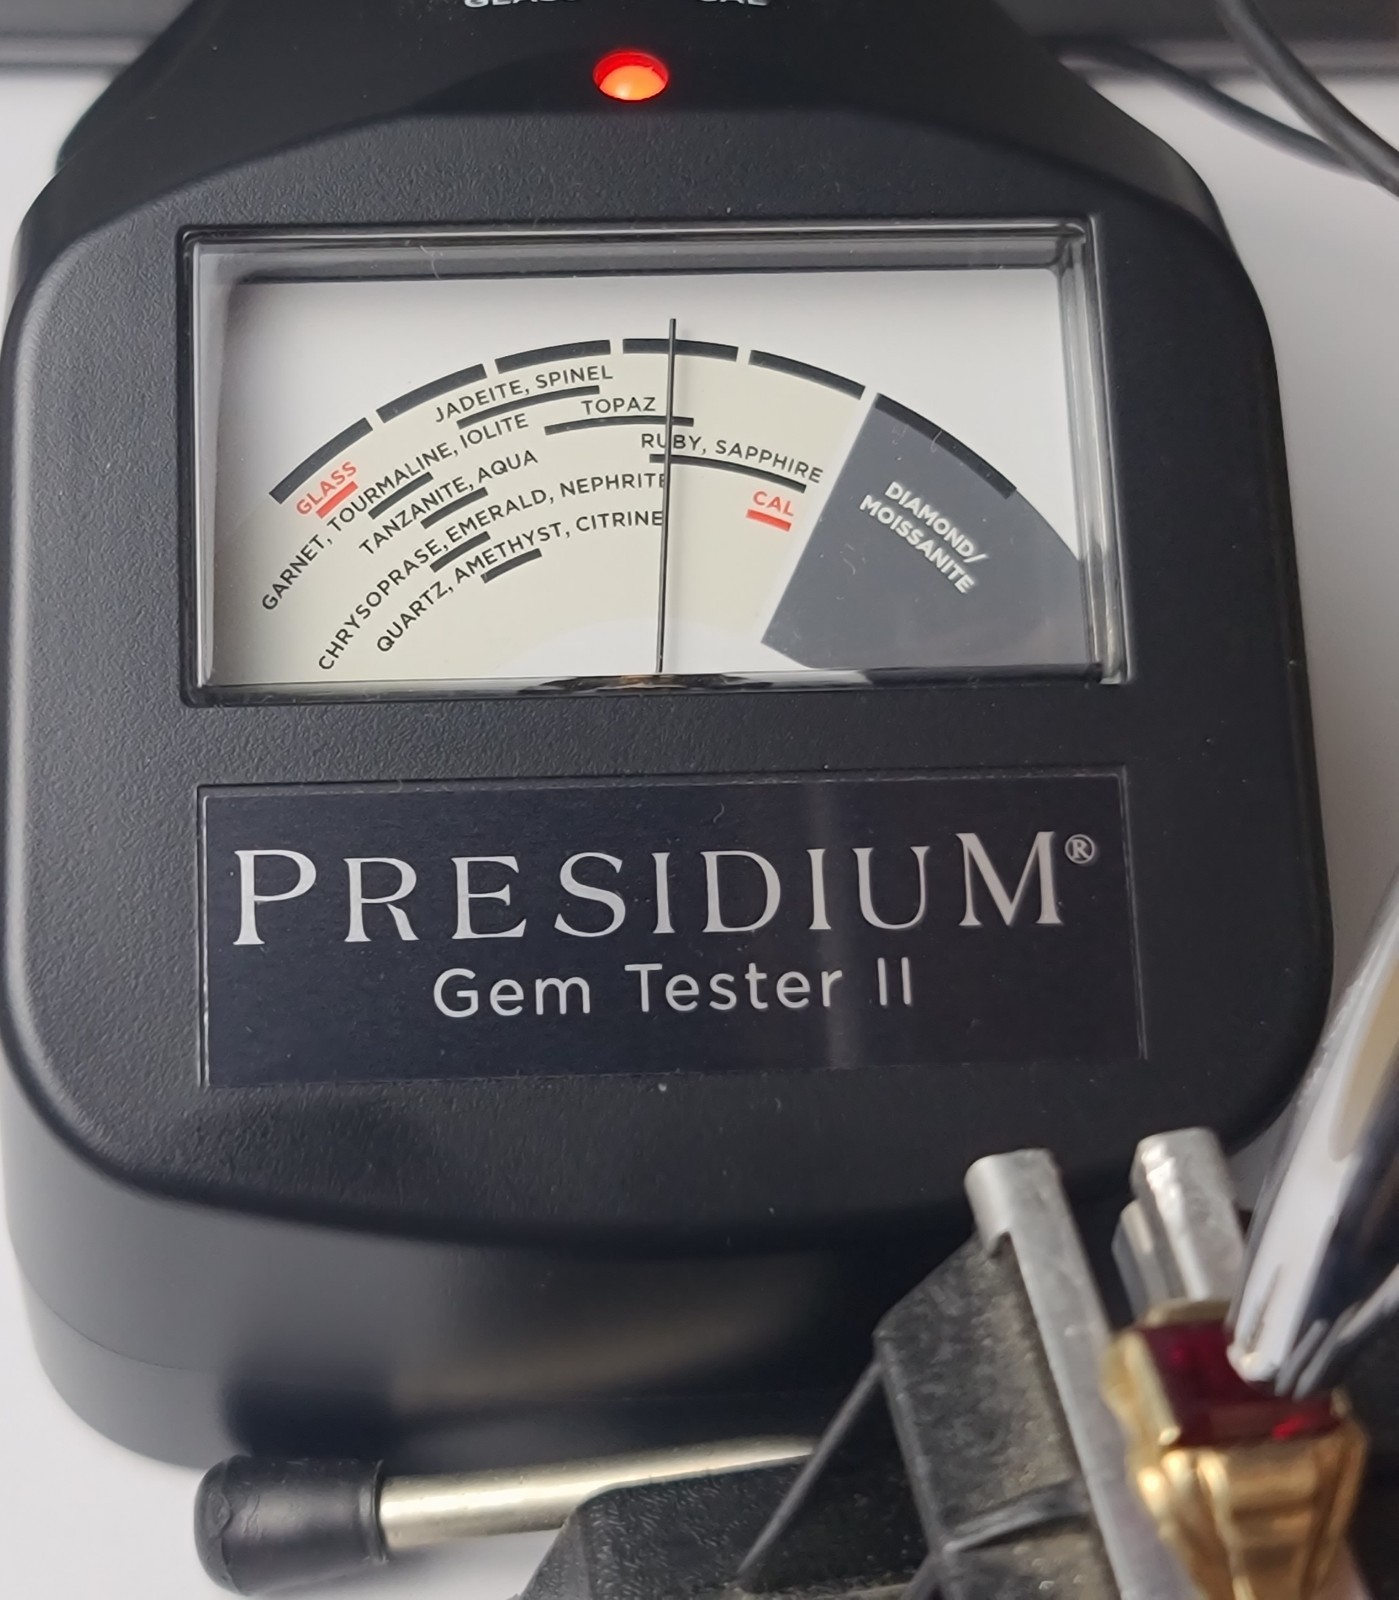 JADEITE, SPINEL
TOPAZ
GLASS
GARNET, TOURMALINE, IOLITE
RUBY, SAPPHIRE
TANZANITE, AQUA
CAL
CHRYSOPRASE, EMERALD, NEPHRITE
DIAMOND/
MOISSANITE
QUARTZ, AMETHYST, CITRINE
PRESIDIUM®
Gem Tester II